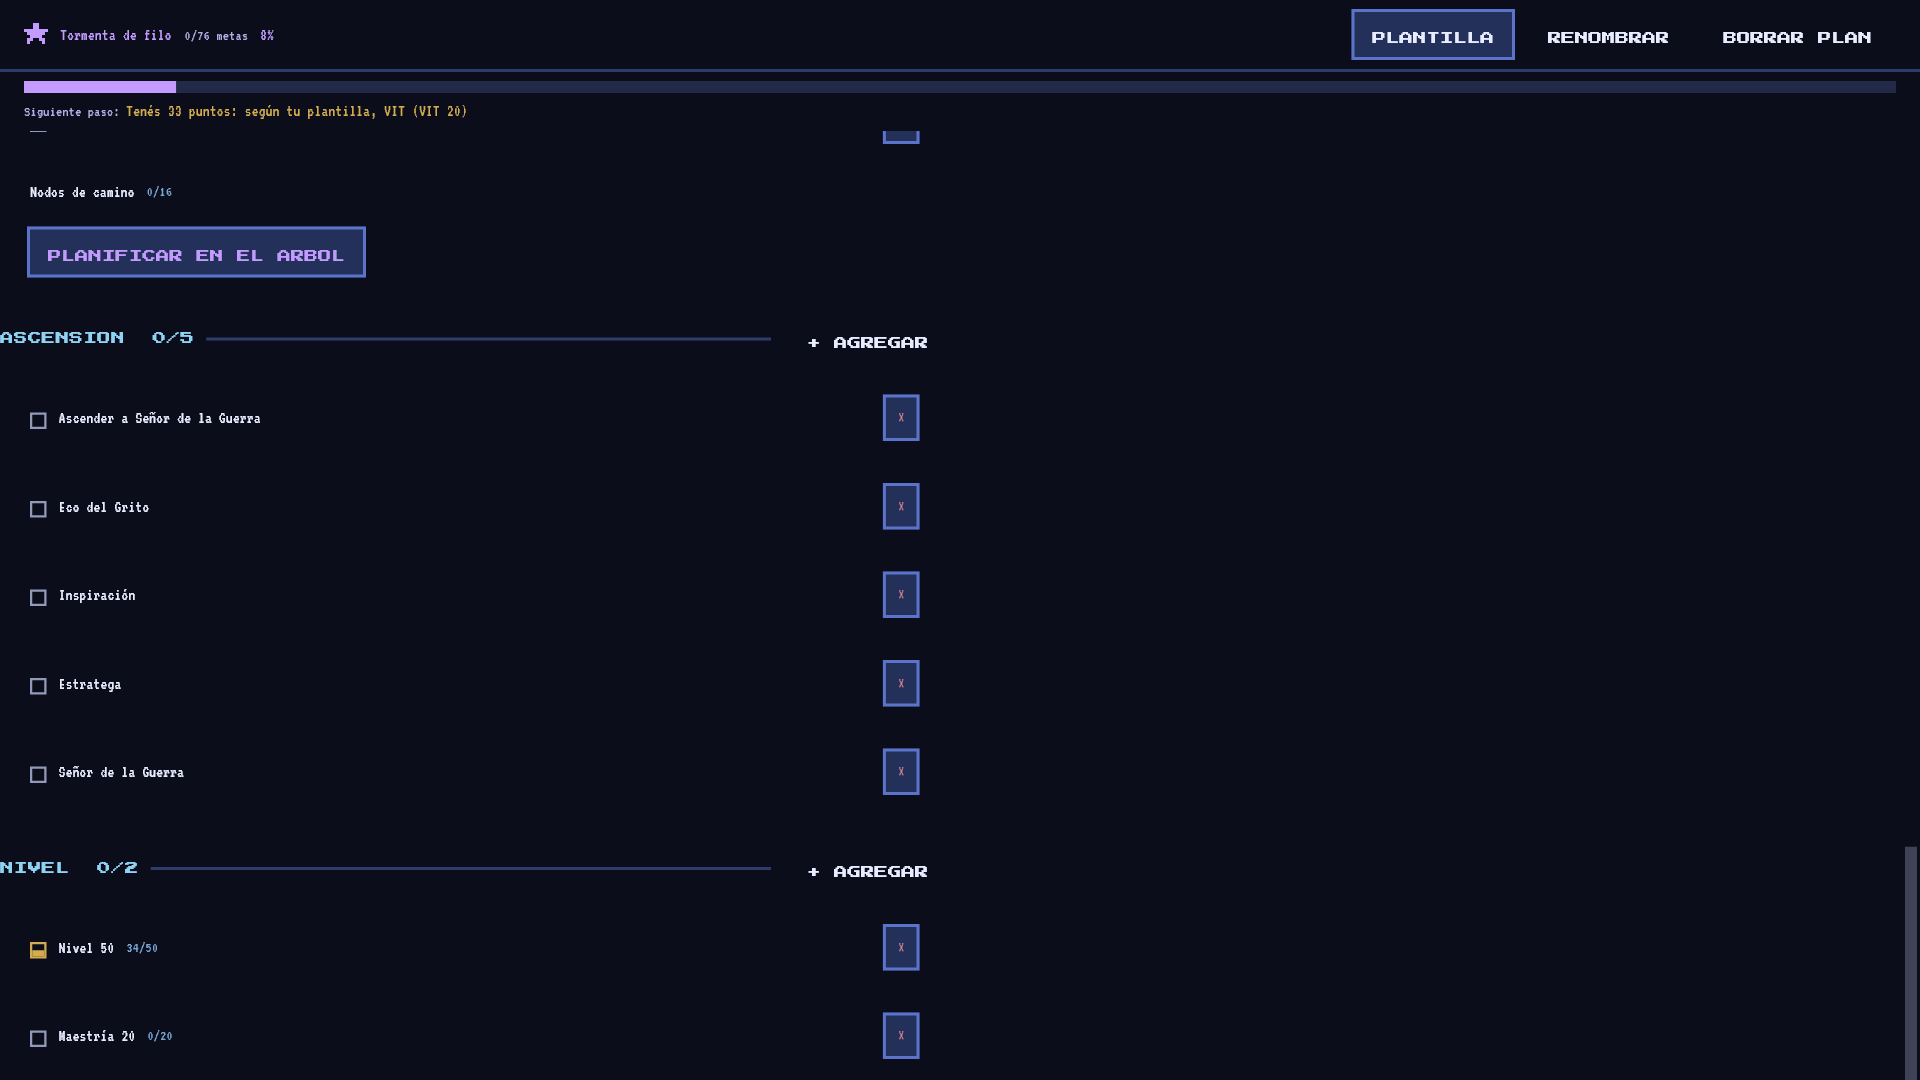 Tormenta de filo 0/76 metas 8%
PLANTILLA
RENOMBRAR
BORRAR PLAN
Siguiente paso: Tenés 33 puntos: según tu plantilla, VIT (VIT 20)
Nodos de camino 0/16
PLANIFICAR EN EL ARBOL
ASCENSION 0/5
+ AGREGAR
Ascender a Señor de la Guerra
X
Eco del Grito
X
Inspiración
X
Estratega
X
Señor de la Guerra
X
NIVEL 0/2
+ AGREGAR
Nivel 50 34/50
X
Maestría 20 0/20
X